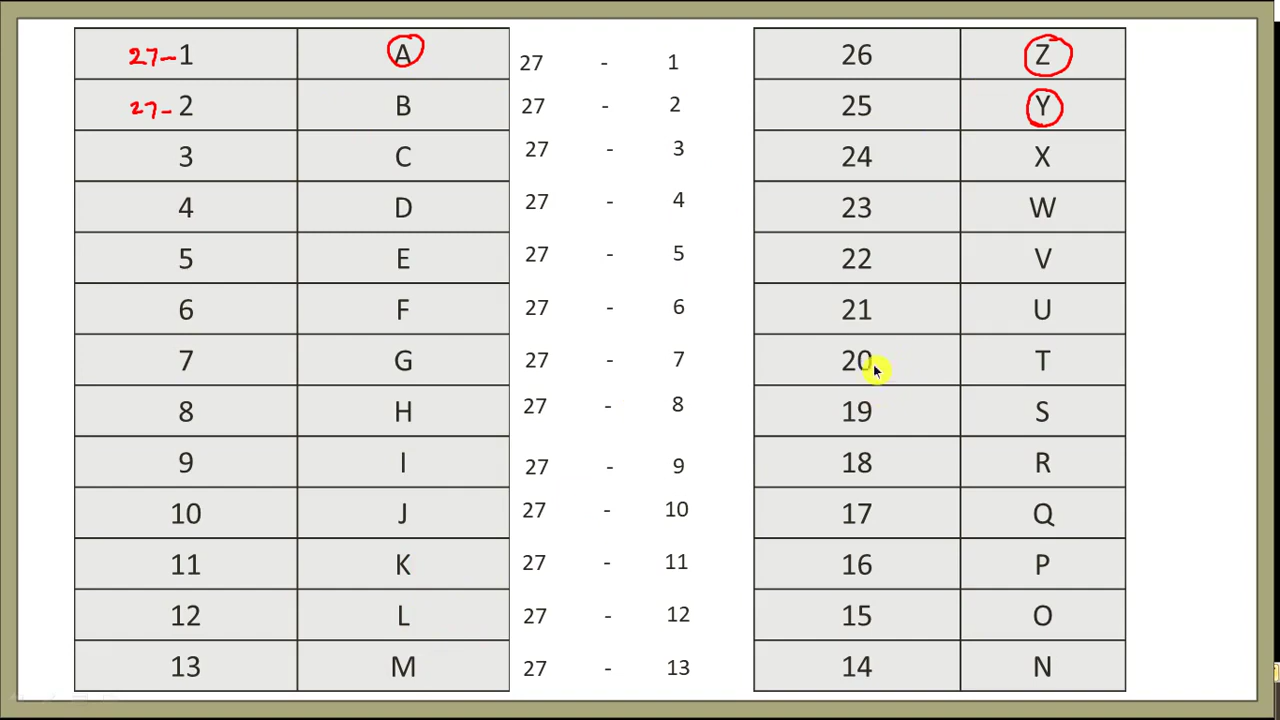 27-1 A 27 - 1 26 Z
27-2 B 27 - 2 25 Y
3 C 27 - 3 24 X
4 D 27 - 4 23 W
5 E 27 - 5 22 V
6 F 27 - 6 21 U
7 G 27 - 7 20 T
8 H 27 - 8 19 S
9 I 27 - 9 18 R
10 J 27 - 10 17 Q
11 K 27 - 11 16 P
12 L 27 - 12 15 O
13 M 27 - 13 14 N